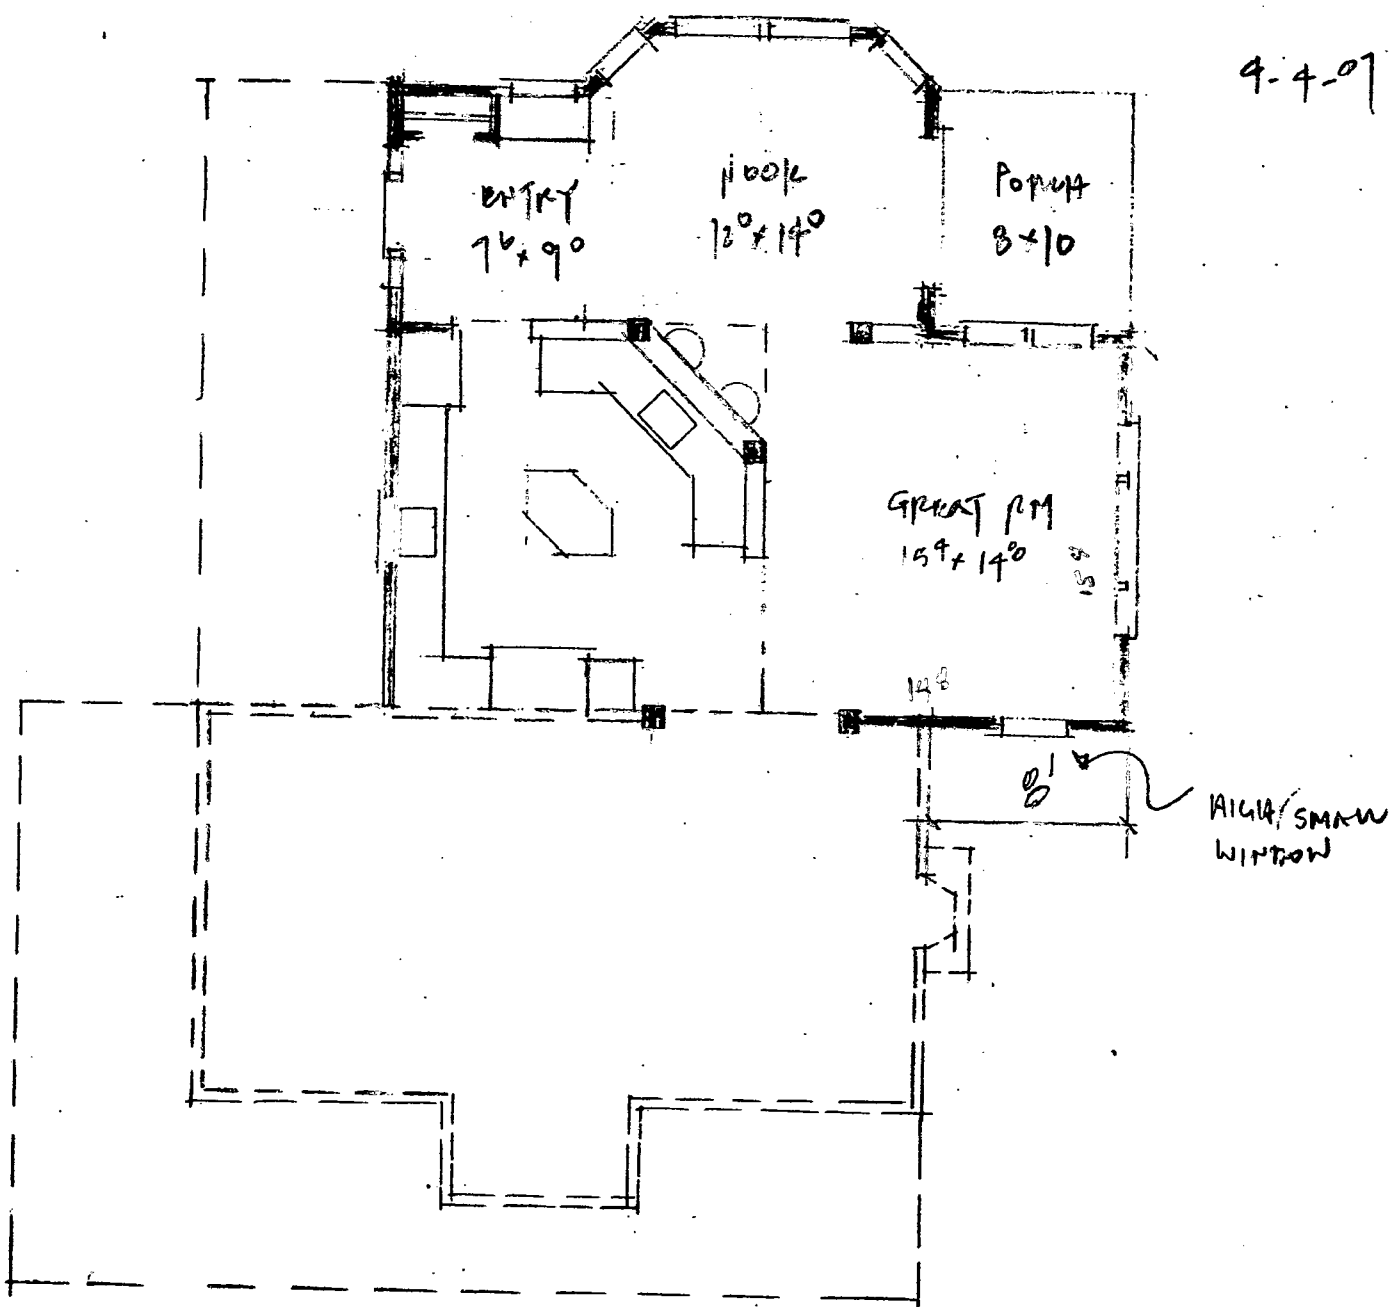 4-4-07
ENTRY
7⁶ x 9⁰
NOOK
12⁰ x 14⁰
PORCH
8 x 10
GREAT RM
15⁴ x 14⁰
8'
HIGH/SMALL
WINDOW